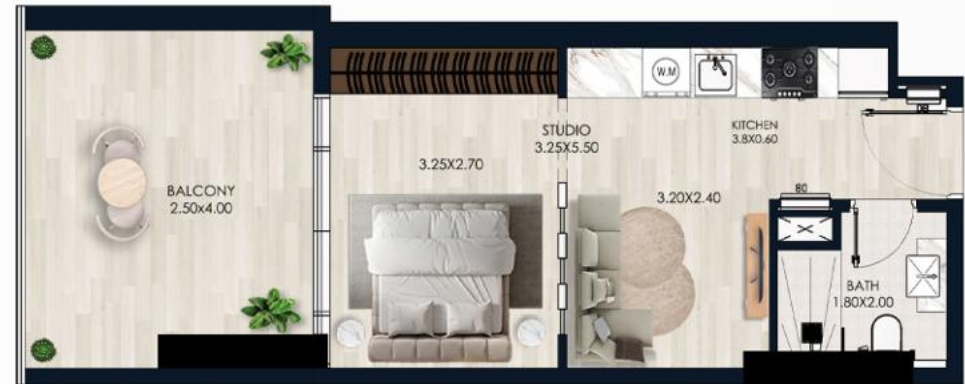 BALCONY
2.50x4.00
3.25X2.70
STUDIO
3.25X5.50
W.M
KITCHEN
3.8X0.60
3.20X2.40
80
BATH
1.80X2.00